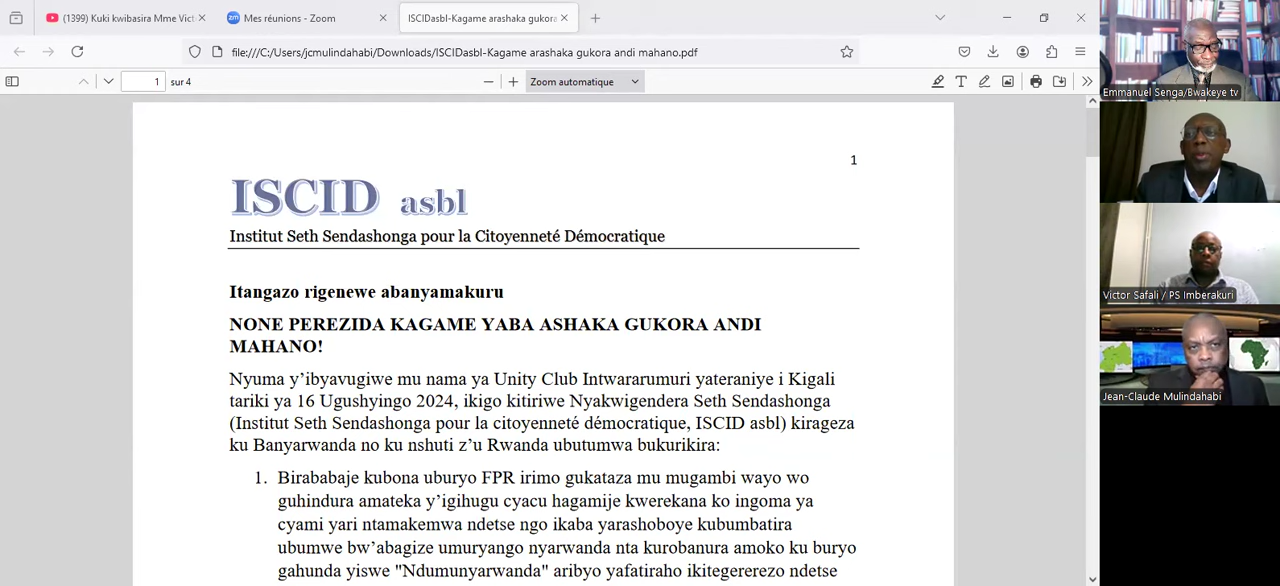 (1399) Kuki kwibasira Mme Vict
Mes réunions - Zoom
ISCIDasbl-Kagame arashaka gukora
file:///C:/Users/jcmulindahabi/Downloads/ISCIDasbl-Kagame arashaka gukora andi mahano.pdf
1 sur 4
Zoom automatique
1
ISCID asbl
Institut Seth Sendashonga pour la Citoyenneté Démocratique
Itangazo rigenewe abanyamakuru
NONE PEREZIDA KAGAME YABA ASHAKA GUKORA ANDI
MAHANO!
Nyuma y'ibyavugiwe mu nama ya Unity Club Intwararumuri yateraniye i Kigali
tariki ya 16 Ugushyingo 2024, ikigo kitiriwe Nyakwigendera Seth Sendashonga
(Institut Seth Sendashonga pour la citoyenneté démocratique, ISCID asbl) kirageza
ku Banyarwanda no ku nshuti z'u Rwanda ubutumwa bukurikira:
1. Birababaje kubona uburyo FPR irimo gukataza mu mugambi wayo wo
guhindura amateka y'igihugu cyacu hagamije kwerekana ko ingoma ya
cyami yari ntamakemwa ndetse ngo ikaba yarashoboye kubumbatira
ubumwe bw'abagize umuryango nyarwanda nta kurobanura amoko ku buryo
gahunda yiswe "Ndumunyarwanda" aribyo yafatiraho ikitegererezo ndetse
Emmanuel Senga/Bwakeye tv
Victor Safali / PS Imberakuri
Jean-Claude Mulindahabi